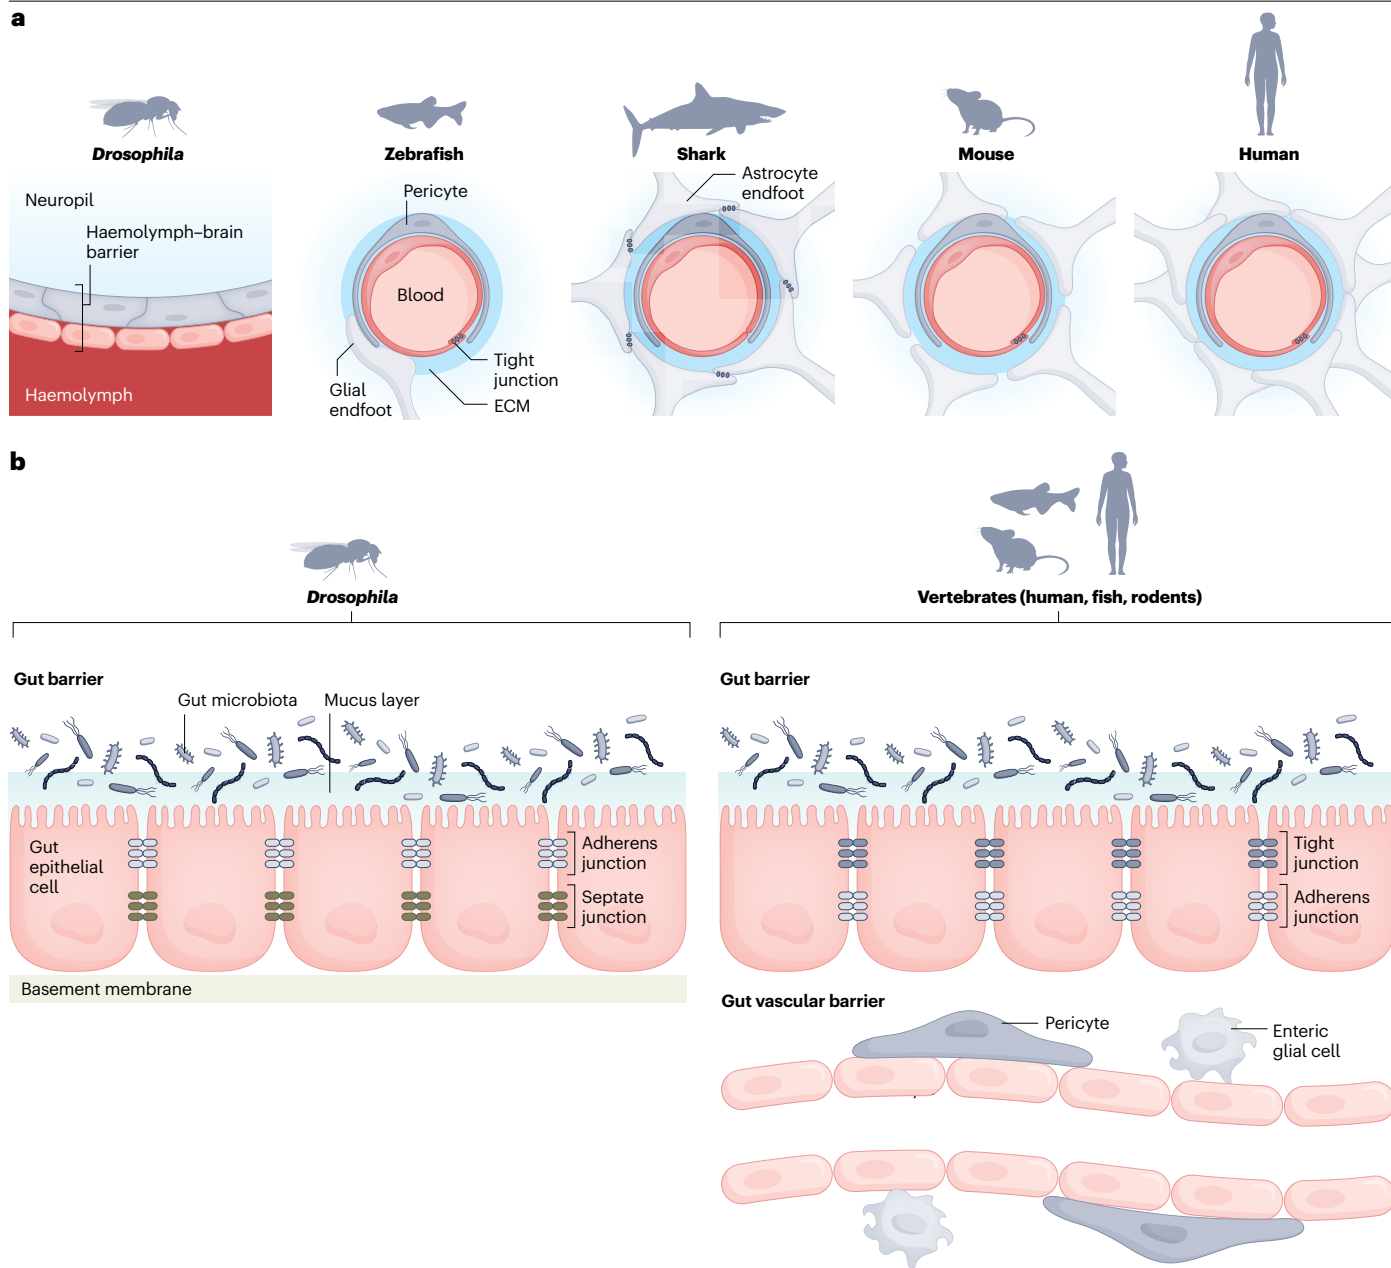 a
Drosophila
Zebrafish
Shark
Mouse
Human
Neuropil
Haemolymph–brain
barrier
Haemolymph
Pericyte
Blood
Glial
endfoot
Tight
junction
ECM
Astrocyte
endfoot
b
Drosophila
Vertebrates (human, fish, rodents)
Gut barrier
Gut microbiota
Mucus layer
Gut
epithelial
cell
Adherens
junction
Septate
junction
Basement membrane
Gut barrier
Tight
junction
Adherens
junction
Gut vascular barrier
Pericyte
Enteric
glial cell